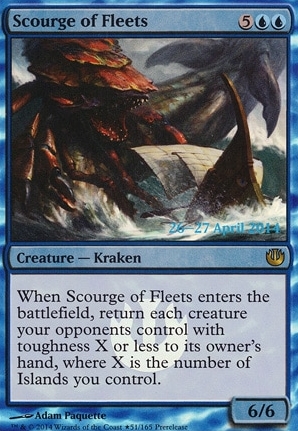 Scourge of Fleets 5
26–27 April 2014
Creature — Kraken
When Scourge of Fleets enters the
battlefield, return each creature
your opponents control with
toughness X or less to its owner's
hand, where X is the number of
Islands you control.
6/6
Adam Paquette
™ & © 2014 Wizards of the Coast ★51/165 Prerelease